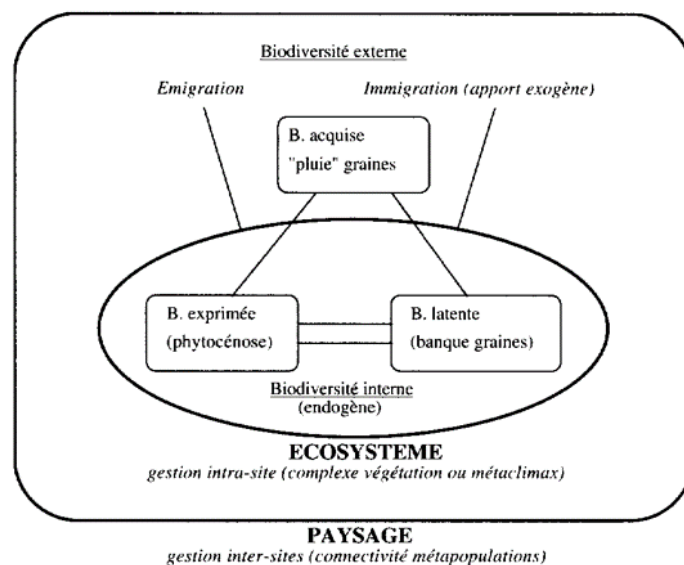 Biodiversité externe
Emigration
Immigration (apport exogène)
B. acquise
"pluie" graines
B. exprimée
(phytocénose)
B. latente
(banque graines)
Biodiversité interne
(endogène)
ECOSYSTEME
gestion intra-site (complexe végétation ou métaclimax)
PAYSAGE
gestion inter-sites (connectivité métapopulations)